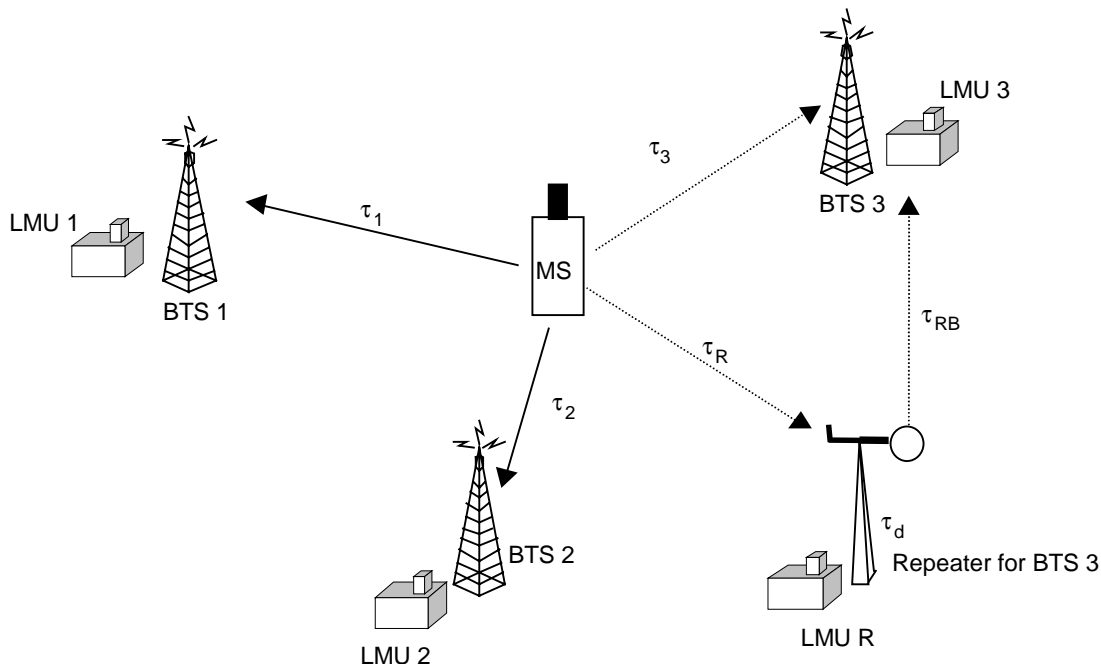 LMU 3
τ3
BTS 3
LMU 1
τ1
MS
BTS 1
τRB
τR
τ2
BTS 2
τd
Repeater for BTS 3
LMU R
LMU 2